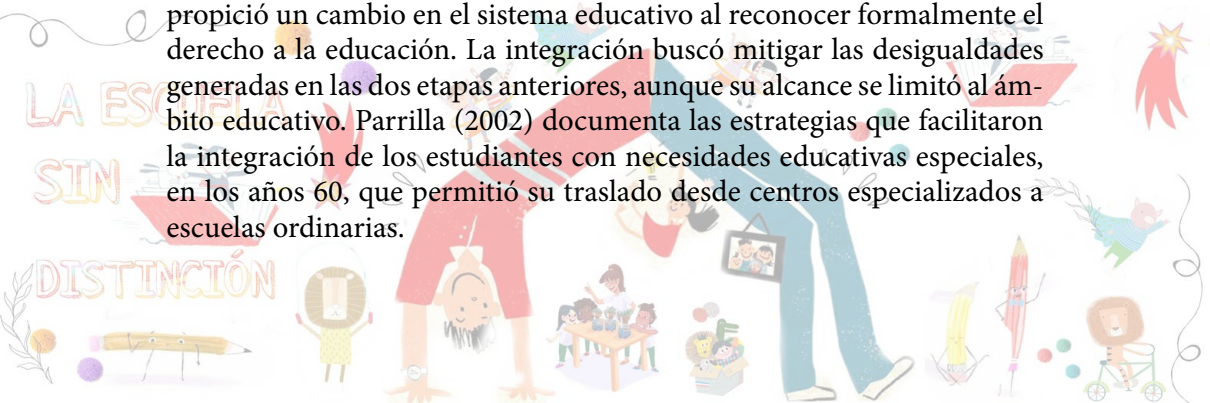 propició un cambio en el sistema educativo al reconocer formalmente el
derecho a la educación. La integración buscó mitigar las desigualdades
generadas en las dos etapas anteriores, aunque su alcance se limitó al ám-
bito educativo. Parrilla (2002) documenta las estrategias que facilitaron
la integración de los estudiantes con necesidades educativas especiales,
en los años 60, que permitió su traslado desde centros especializados a
escuelas ordinarias.
LA ESCUELA
SIN
DISTINCIÓN